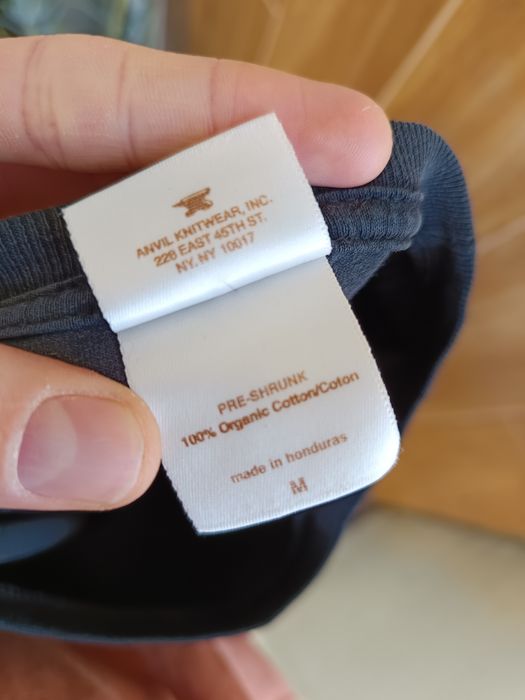 ANVIL KNITWEAR, INC.
228 EAST 45TH ST.
NY, NY 10017
PRE-SHRUNK
100% Organic Cotton/Coton
made in honduras
M